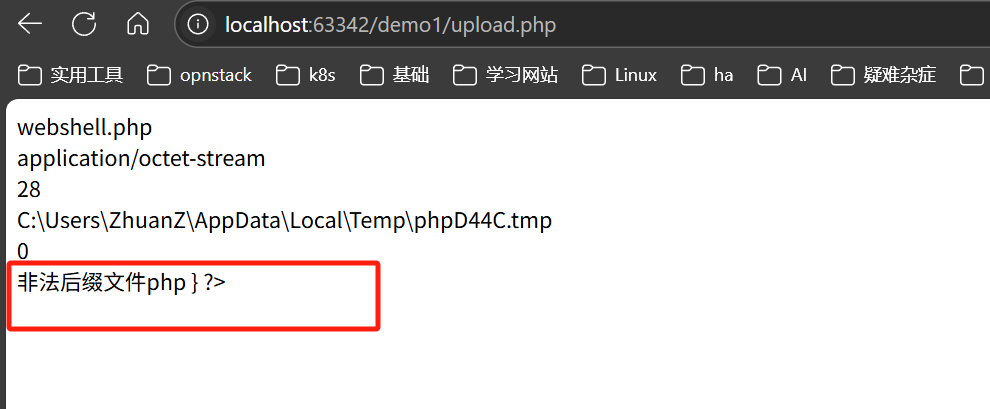 localhost:63342/demo1/upload.php
实用工具 opnstack k8s 基础 学习网站 Linux ha AI 疑难杂症
webshell.php
application/octet-stream
28
C:\Users\ZhuanZ\AppData\Local\Temp\phpD44C.tmp
0
非法后缀文件php } ?>